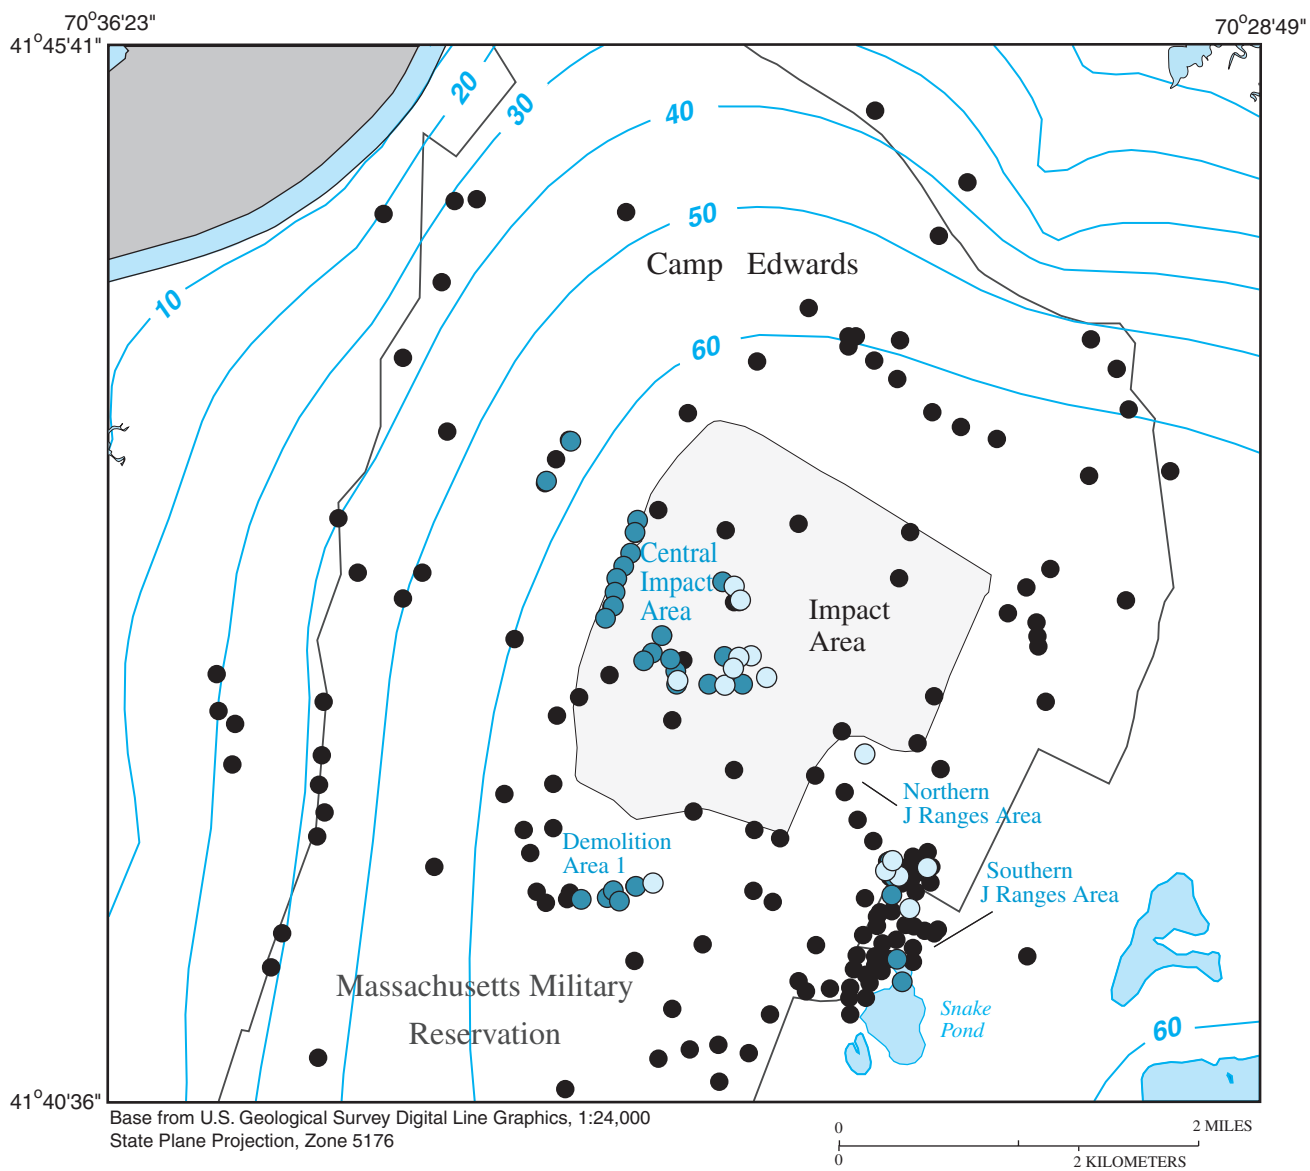 70°36'23"
70°28'49"
41°45'41"
20
30
40
50
10
60
Camp Edwards
Central
Impact
Area
Impact
Area
Northern
J Ranges Area
Demolition
Area 1
Southern
J Ranges Area
Massachusetts Military
Reservation
Snake
Pond
60
41°40'36"
Base from U.S. Geological Survey Digital Line Graphics, 1:24,000
State Plane Projection, Zone 5176
0 2 MILES
0 2 KILOMETERS